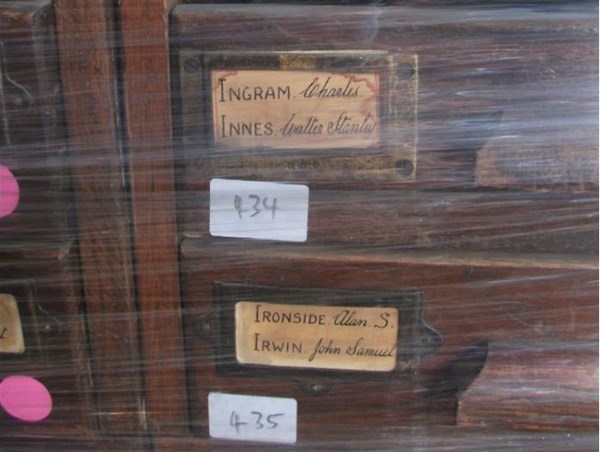 INGRAM. Charles
INNES. Walter Stanley
434
IRONSIDE. Alan S.
IRWIN. John Samuel
435
t